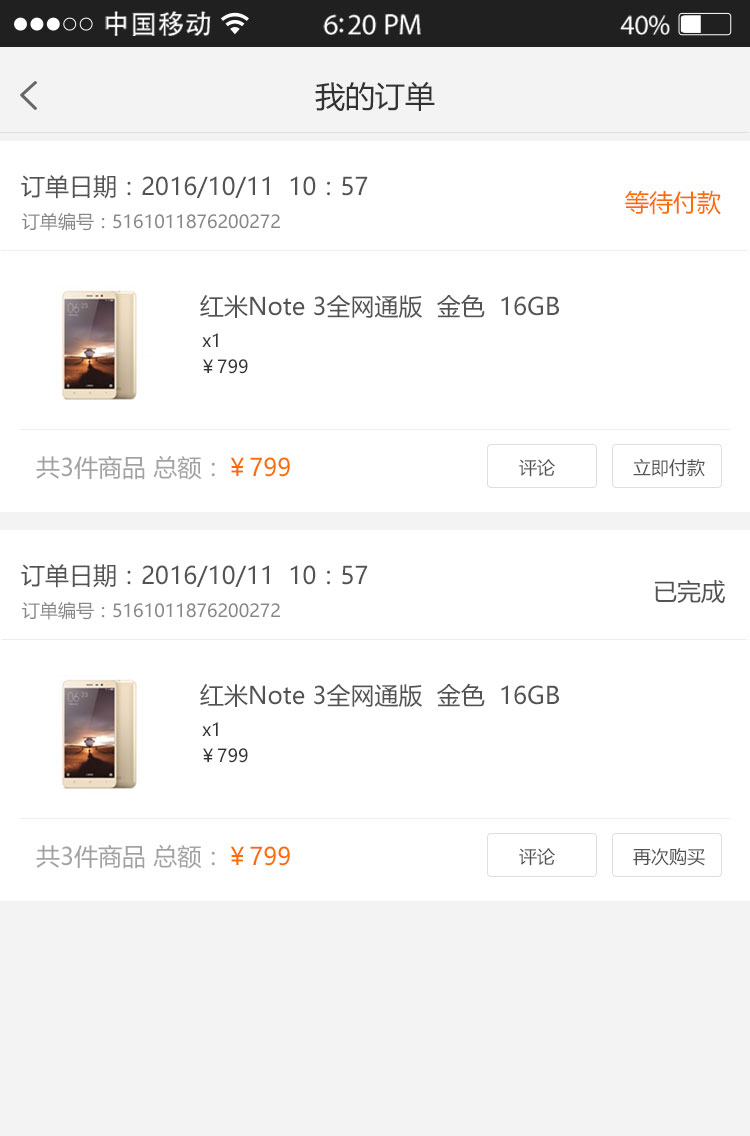 中国移动 6:20 PM 40%
我的订单
订单日期：2016/10/11 10：57
等待付款
订单编号：5161011876200272
红米Note 3全网通版 金色 16GB
x1
￥799
共3件商品 总额：￥799 评论 立即付款
订单日期：2016/10/11 10：57
已完成
订单编号：5161011876200272
红米Note 3全网通版 金色 16GB
x1
￥799
共3件商品 总额：￥799 评论 再次购买